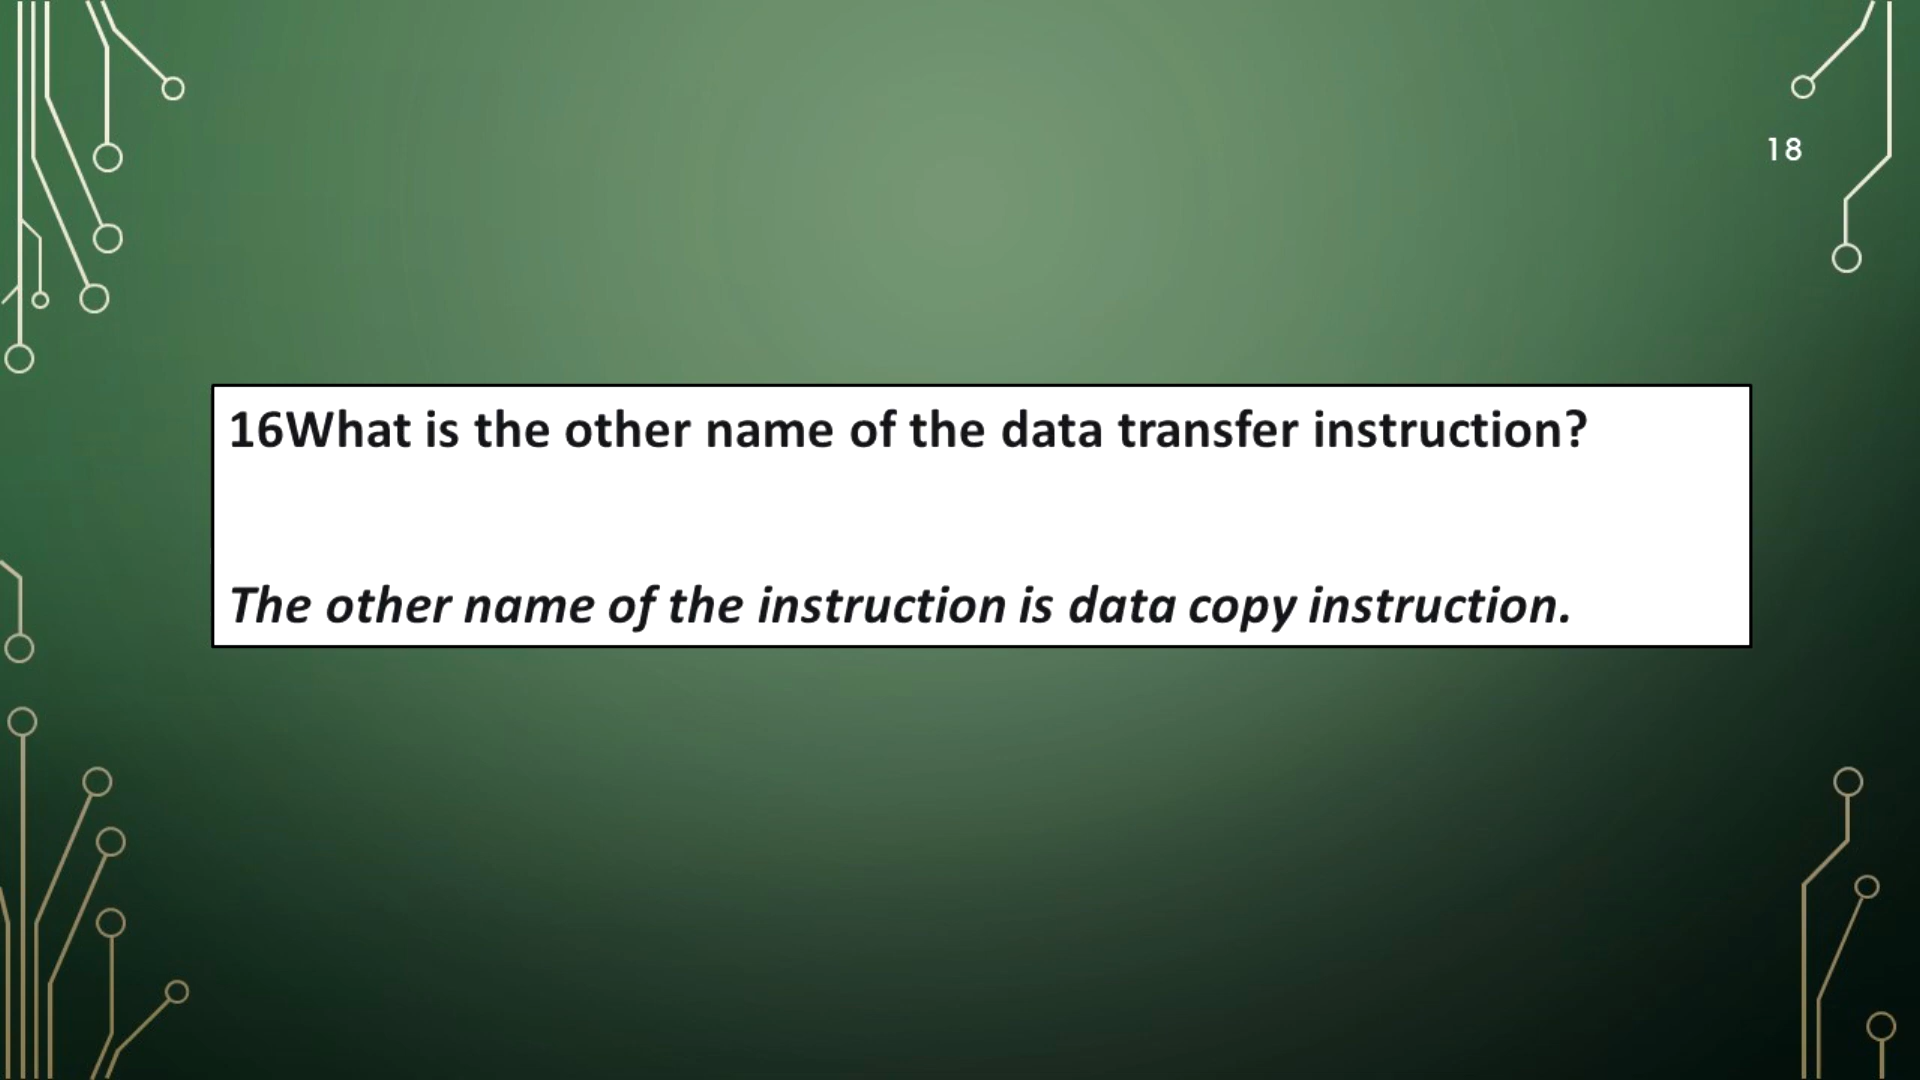 18
16What is the other name of the data transfer instruction?
The other name of the instruction is data copy instruction.